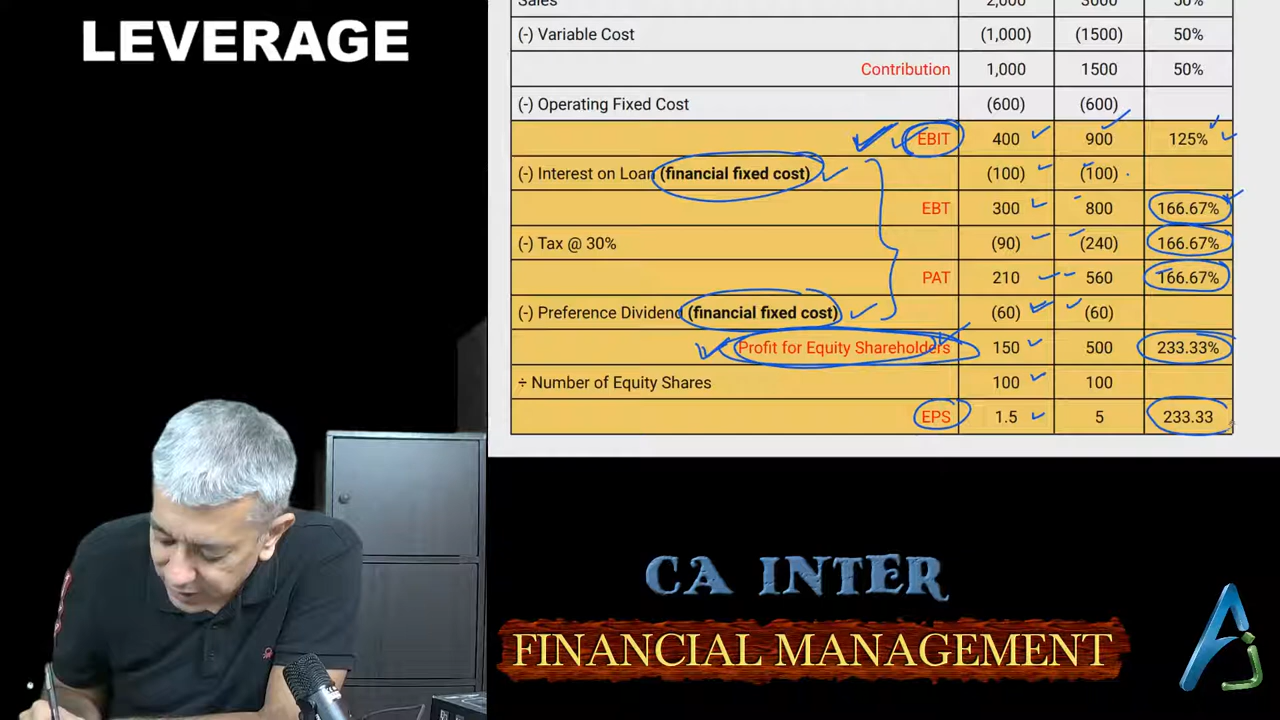 LEVERAGE
Sales 2,000 3000 50%
(-) Variable Cost (1,000) (1500) 50%
Contribution 1,000 1500 50%
(-) Operating Fixed Cost (600) (600)
EBIT 400 900 125%
(-) Interest on Loan (financial fixed cost) (100) (100)
EBT 300 800 166.67%
(-) Tax @ 30% (90) (240) 166.67%
PAT 210 560 166.67%
(-) Preference Dividend (financial fixed cost) (60) (60)
Profit for Equity Shareholders 150 500 233.33%
÷ Number of Equity Shares 100 100
EPS 1.5 5 233.33
CA INTER
FINANCIAL MANAGEMENT